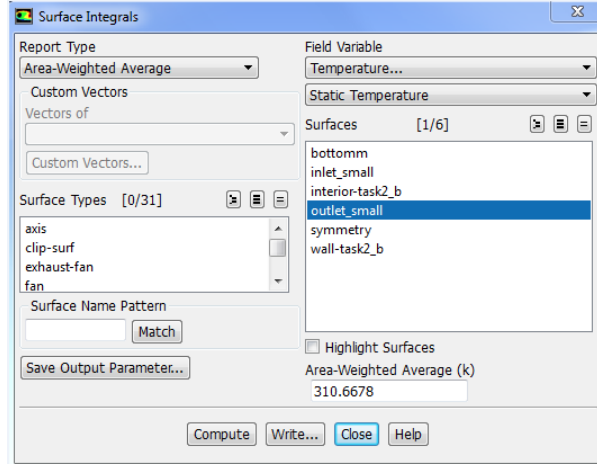 Surface Integrals
Report Type
Area-Weighted Average
Custom Vectors
Vectors of
Custom Vectors...
Surface Types [0/31]
axis
clip-surf
exhaust-fan
fan
Surface Name Pattern
Match
Save Output Parameter...
Field Variable
Temperature...
Static Temperature
Surfaces [1/6]
bottomm
inlet_small
interior-task2_b
outlet_small
symmetry
wall-task2_b
Highlight Surfaces
Area-Weighted Average (k)
310.6678
Compute Write... Close Help